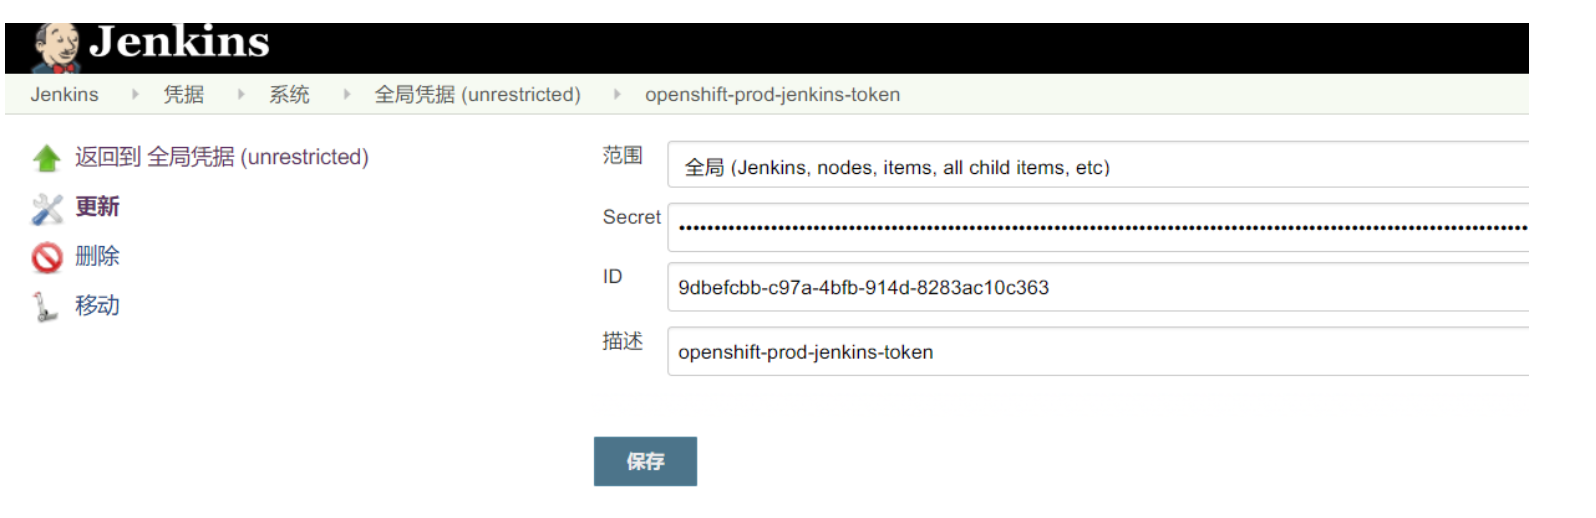 Jenkins
Jenkins 凭据 系统 全局凭据 (unrestricted) openshift-prod-jenkins-token
返回到 全局凭据 (unrestricted)
更新
删除
移动
范围 全局 (Jenkins, nodes, items, all child items, etc)
Secret
ID 9dbefcbb-c97a-4bfb-914d-8283ac10c363
描述 openshift-prod-jenkins-token
保存